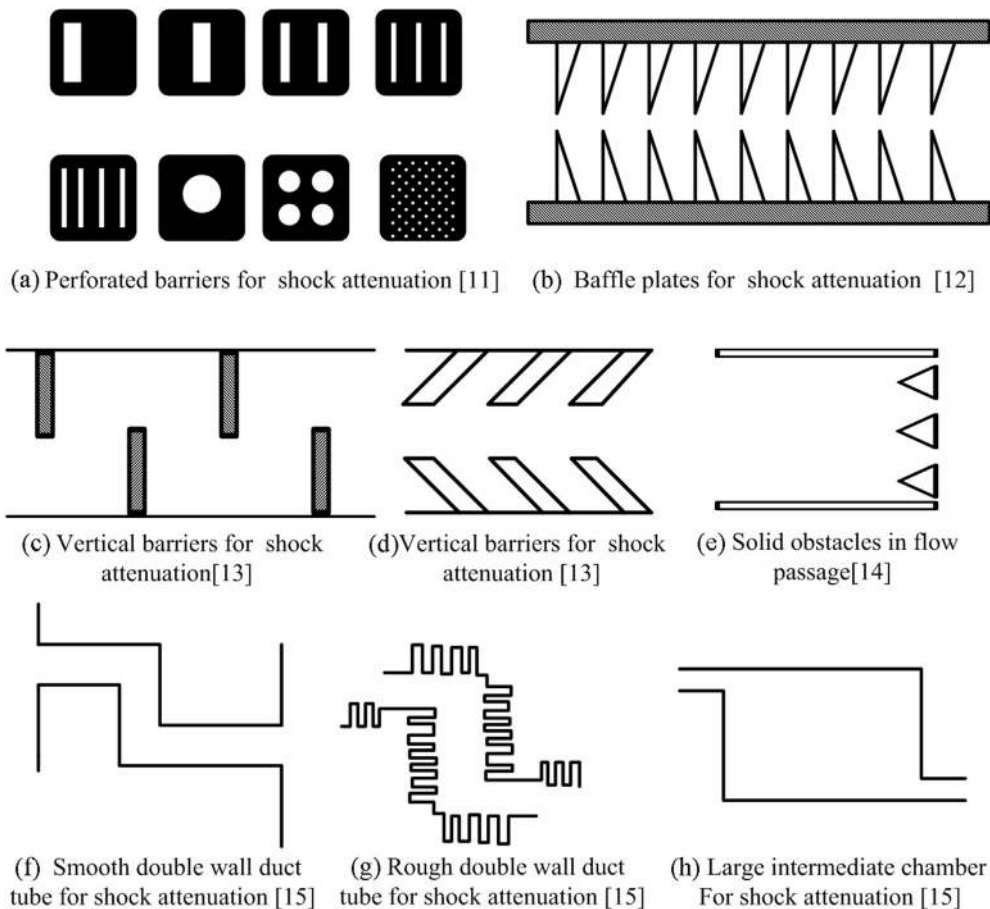 (a) Perforated barriers for shock attenuation [11]
(b) Baffle plates for shock attenuation [12]
(c) Vertical barriers for shock
attenuation[13]
(d)Vertical barriers for shock
attenuation [13]
(e) Solid obstacles in flow
passage[14]
(f) Smooth double wall duct
tube for shock attenuation [15]
(g) Rough double wall duct
tube for shock attenuation [15]
(h) Large intermediate chamber
For shock attenuation [15]